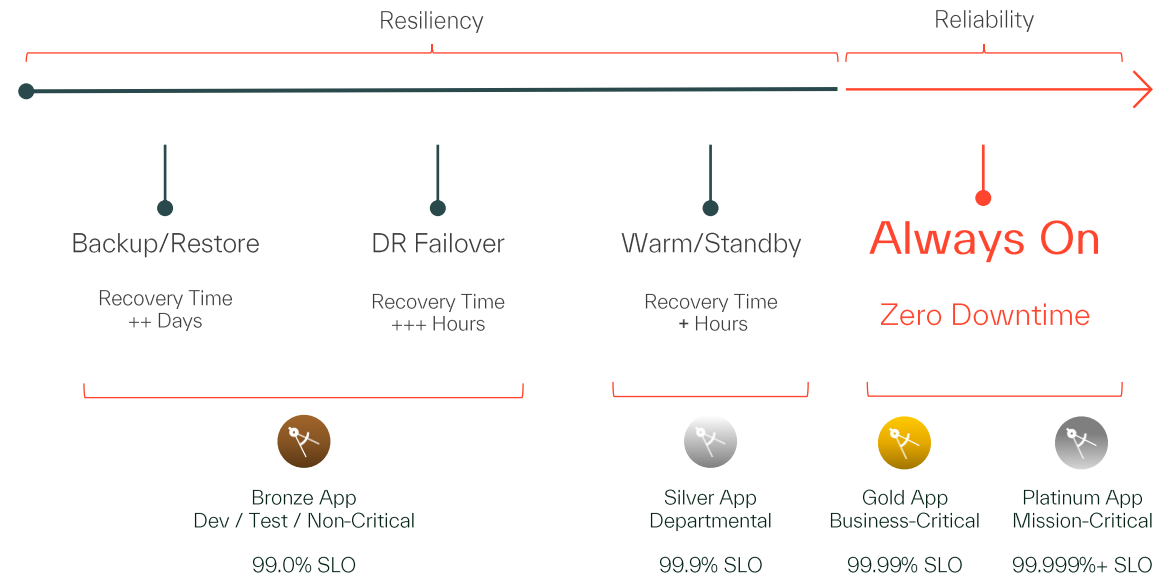 Resiliency
Reliability
Backup/Restore
Recovery Time
++ Days
DR Failover
Recovery Time
+++ Hours
Warm/Standby
Recovery Time
+ Hours
Always On
Zero Downtime
Bronze App
Dev / Test / Non-Critical
99.0% SLO
Silver App
Departmental
99.9% SLO
Gold App
Business-Critical
99.99% SLO
Platinum App
Mission-Critical
99.999%+ SLO